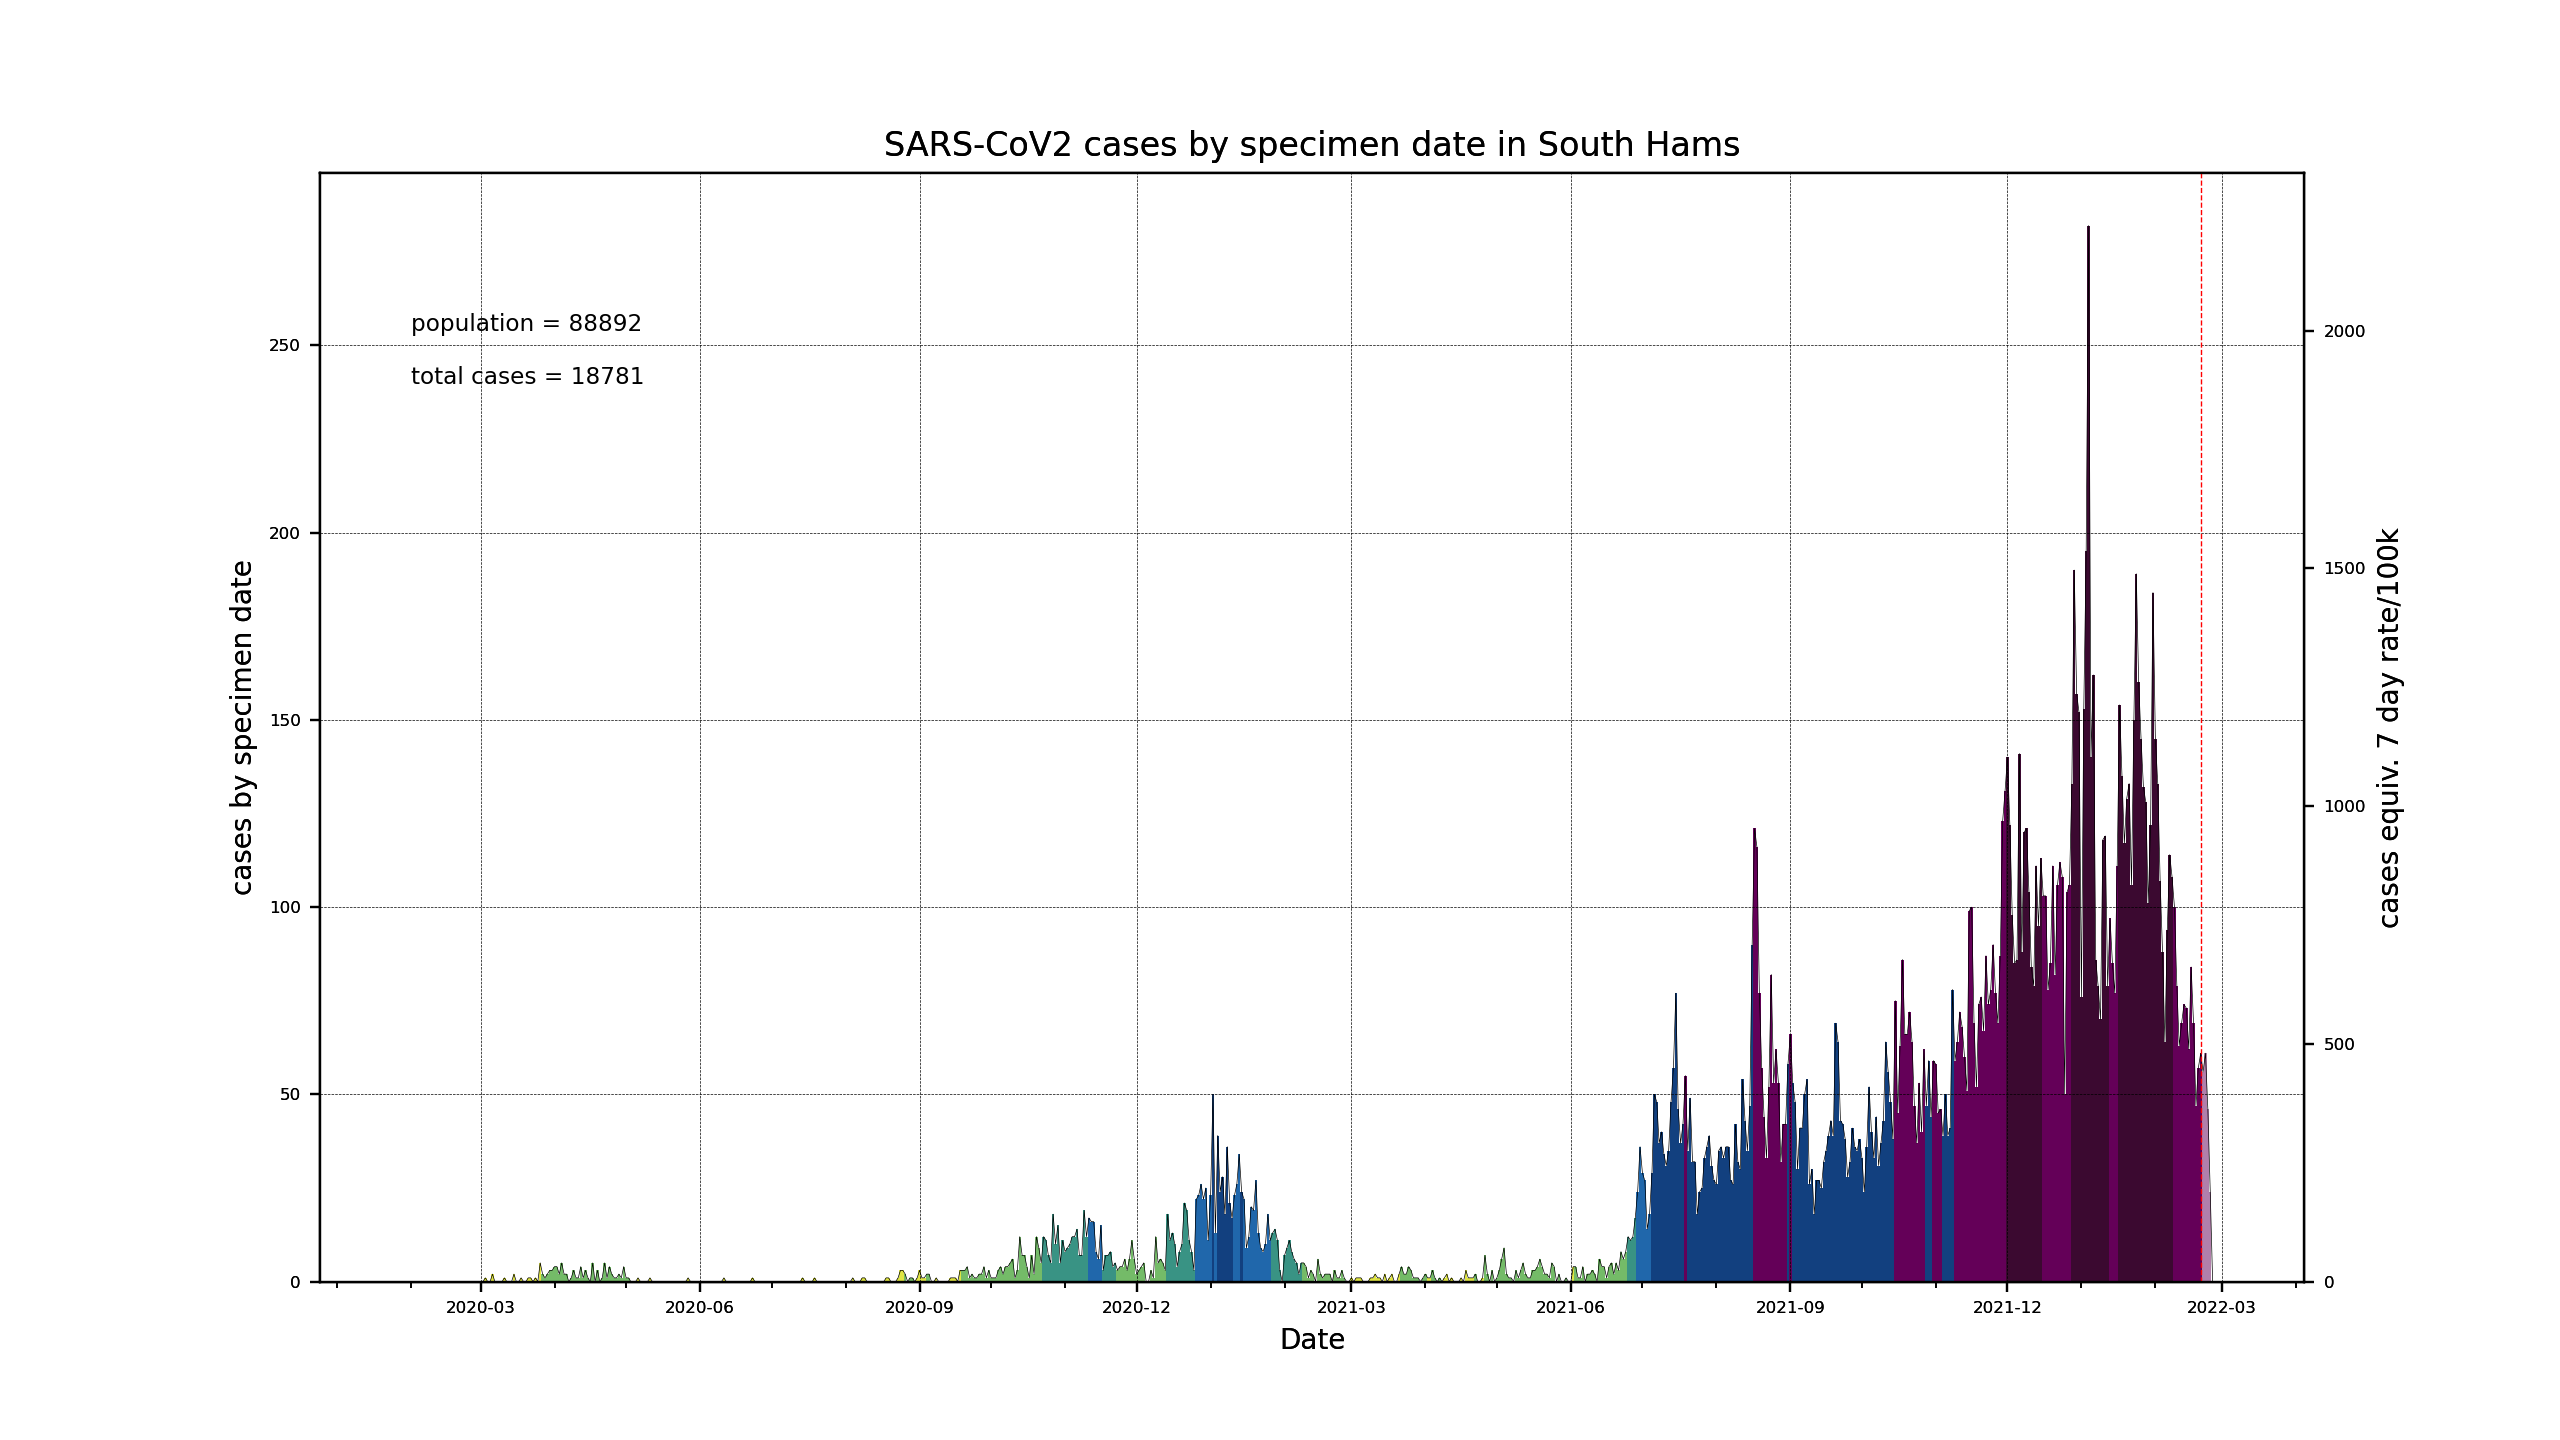 SARS-CoV2 cases by specimen date in South Hams
population = 88892
total cases = 18781
cases by specimen date
250
200
150
100
50
0
2000
1500
1000
500
0
cases equiv. 7 day rate/100k
2020-03 2020-06 2020-09 2020-12 2021-03 2021-06 2021-09 2021-12 2022-03
Date